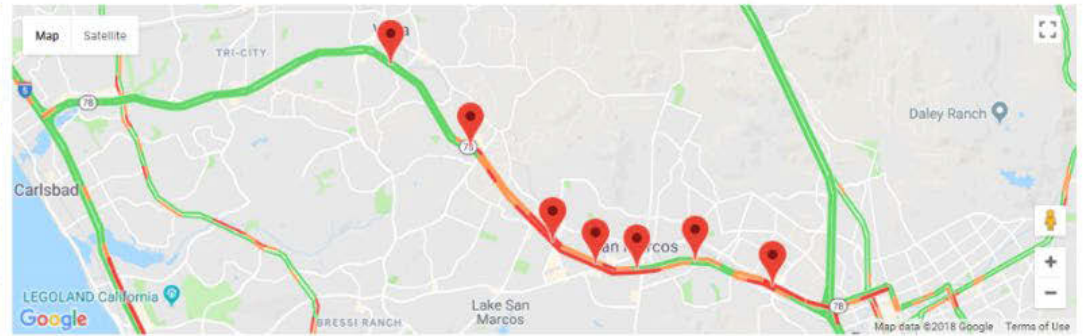 Map Satellite
TRI-CITY
5
78
Daley Ranch
78
Carlsbad
San Marcos
LEGOLAND California
Lake San
Marcos
BRESSI RANCH
78
Google
Map data ©2018 Google Terms of Use